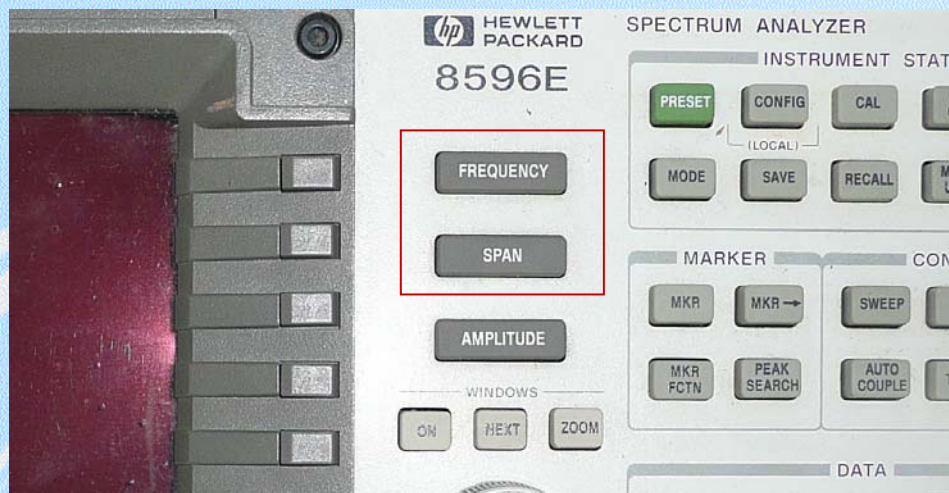 hp HEWLETT
PACKARD
8596E
FREQUENCY
SPAN
AMPLITUDE
WINDOWS
ON NEXT ZOOM
SPECTRUM ANALYZER
INSTRUMENT STAT
PRESET CONFIG CAL
(LOCAL)
MODE SAVE RECALL
MARKER
MKR MKR→
MKR
FCTN
PEAK
SEARCH
CON
SWEEP
AUTO
COUPLE
DATA